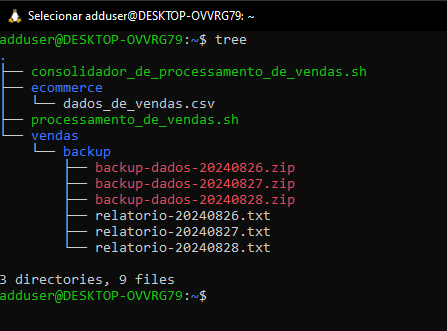 Selecionar adduser@DESKTOP-OVVRG79: ~
adduser@DESKTOP-OVVRG79:~$ tree
.
├── consolidador_de_processamento_de_vendas.sh
├── ecommerce
│   └── dados_de_vendas.csv
├── processamento_de_vendas.sh
└── vendas
    └── backup
        ├── backup-dados-20240826.zip
        ├── backup-dados-20240827.zip
        ├── backup-dados-20240828.zip
        ├── relatorio-20240826.txt
        ├── relatorio-20240827.txt
        └── relatorio-20240828.txt

3 directories, 9 files
adduser@DESKTOP-OVVRG79:~$